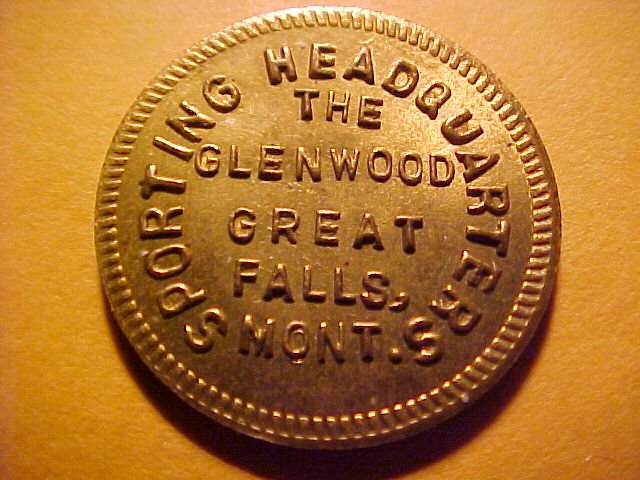 SPORTING HEADQUARTERS
THE
GLENWOOD
GREAT
FALLS,
MONT.